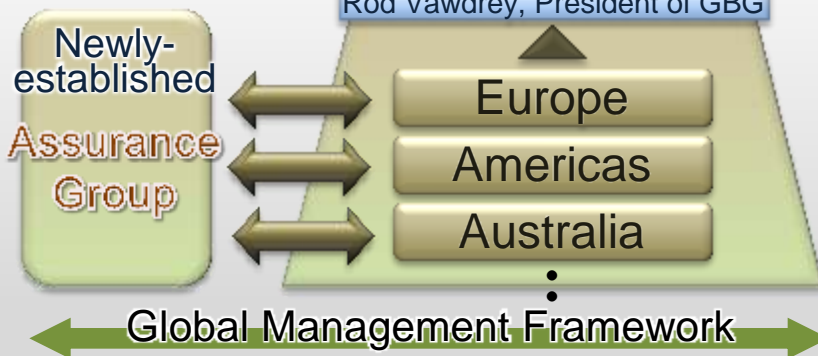 Rod Vawdrey, President of GBG
Newly-
established
Assurance
Group
Europe
Americas
Australia
Global Management Framework